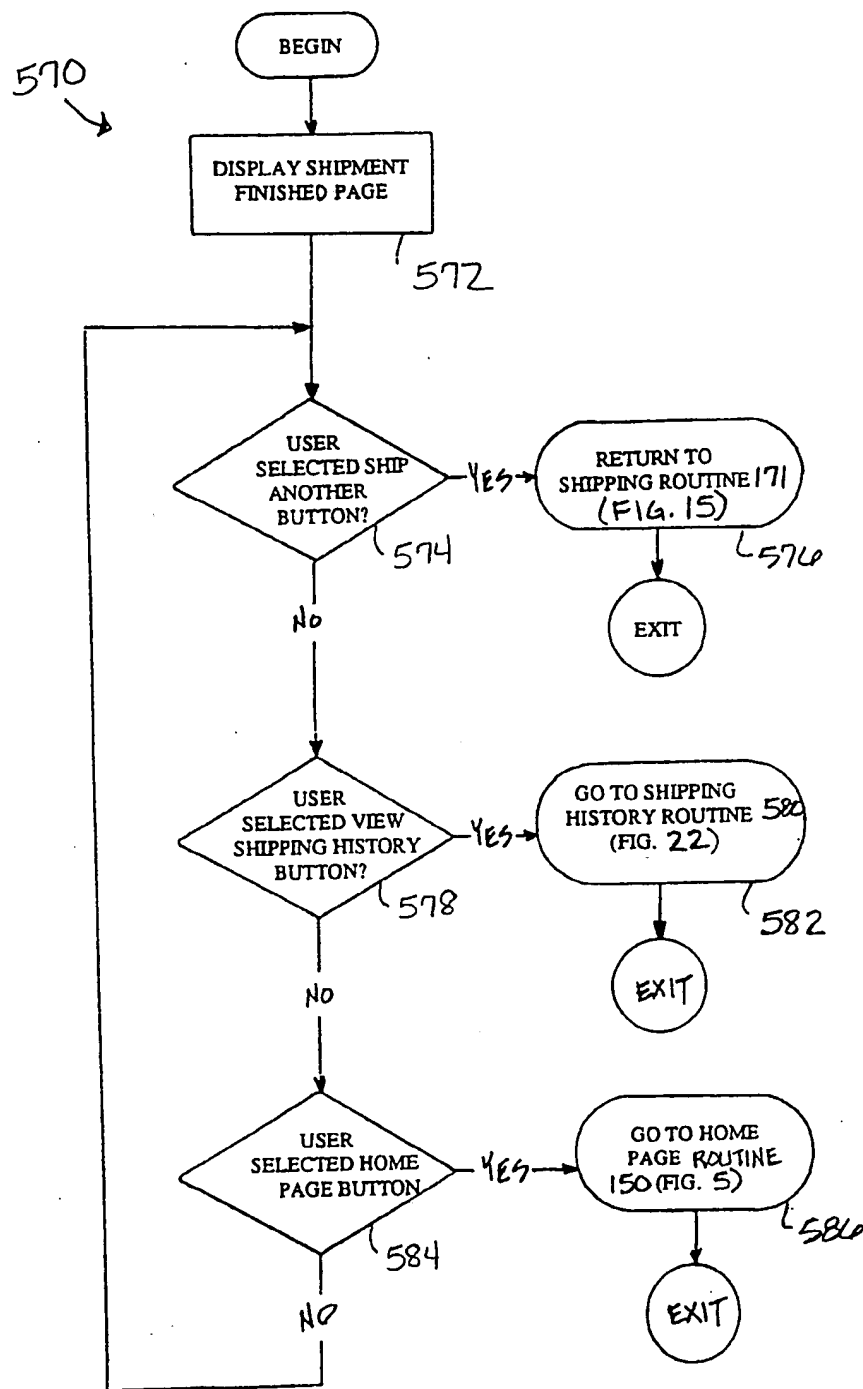 BEGIN
570
DISPLAY SHIPMENT
FINISHED PAGE
572
USER
SELECTED SHIP
ANOTHER
BUTTON?
574
YES
RETURN TO
SHIPPING ROUTINE 171
(FIG. 15)
576
EXIT
NO
USER
SELECTED VIEW
SHIPPING HISTORY
BUTTON?
578
YES
GO TO SHIPPING
HISTORY ROUTINE 580
(FIG. 22)
582
EXIT
NO
USER
SELECTED HOME
PAGE BUTTON
584
YES
GO TO HOME
PAGE ROUTINE
150 (FIG. 5)
586
EXIT
NO